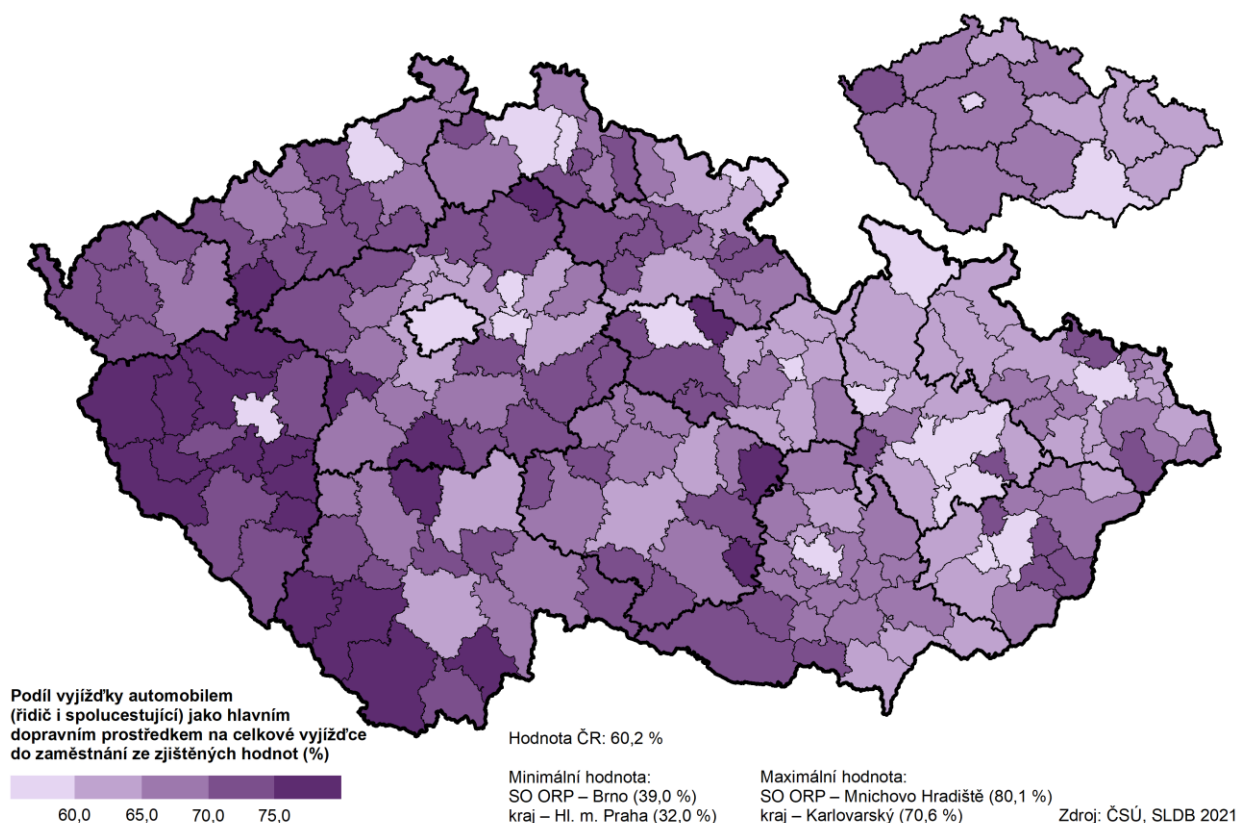 Podíl vyjížďky automobilem
(řidič i spolucestující) jako hlavním
dopravním prostředkem na celkové vyjížďce
do zaměstnání ze zjištěných hodnot (%)
60,0 65,0 70,0 75,0
Hodnota ČR: 60,2 %
Minimální hodnota:
SO ORP – Brno (39,0 %)
kraj – Hl. m. Praha (32,0 %)
Maximální hodnota:
SO ORP – Mnichovo Hradiště (80,1 %)
kraj – Karlovarský (70,6 %)
Zdroj: ČSÚ, SLDB 2021